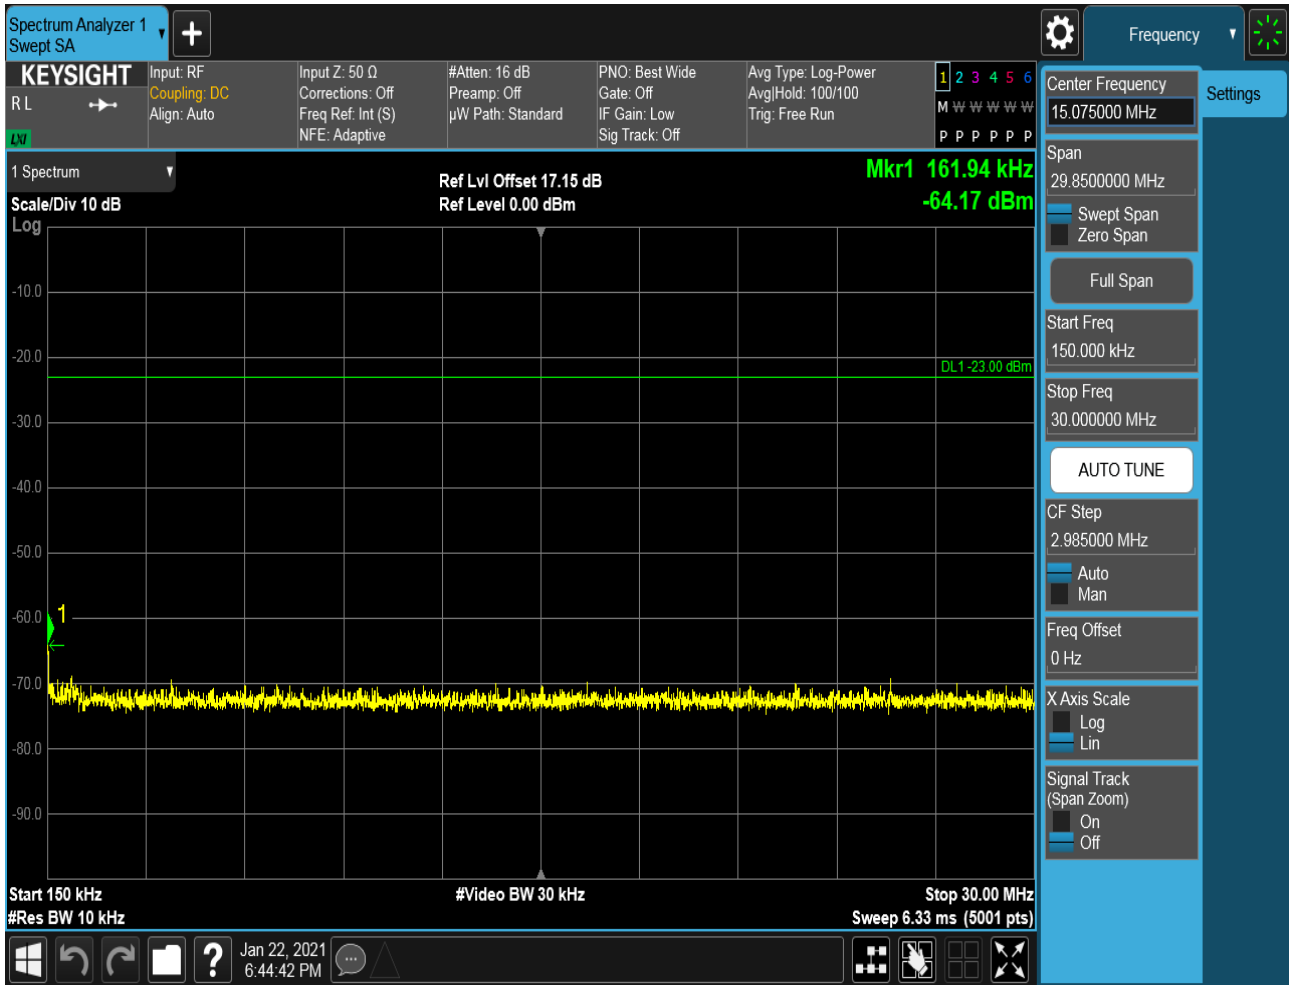 Spectrum Analyzer 1
Swept SA
Frequency
KEYSIGHT
R L
LXI
Input: RF
Coupling: DC
Align: Auto
Input Z: 50 Ω
Corrections: Off
Freq Ref: Int (S)
NFE: Adaptive
#Atten: 16 dB
Preamp: Off
µW Path: Standard
PNO: Best Wide
Gate: Off
IF Gain: Low
Sig Track: Off
Avg Type: Log-Power
Avg|Hold: 100/100
Trig: Free Run
1 2 3 4 5 6
M W W W W W
P P P P P P
Center Frequency
15.075000 MHz
Settings
1 Spectrum
Scale/Div 10 dB
Log
Ref Lvl Offset 17.15 dB
Ref Level 0.00 dBm
Mkr1 161.94 kHz
-64.17 dBm
Span
29.8500000 MHz
Swept Span
Zero Span
Full Span
Start Freq
150.000 kHz
Stop Freq
30.000000 MHz
AUTO TUNE
CF Step
2.985000 MHz
Auto
Man
Freq Offset
0 Hz
X Axis Scale
Log
Lin
Signal Track
(Span Zoom)
On
Off
-10.0
-20.0
DL1 -23.00 dBm
-30.0
-40.0
-50.0
-60.0
1
-70.0
-80.0
-90.0
Start 150 kHz
#Video BW 30 kHz
Stop 30.00 MHz
#Res BW 10 kHz
Sweep 6.33 ms (5001 pts)
?
Jan 22, 2021
6:44:42 PM